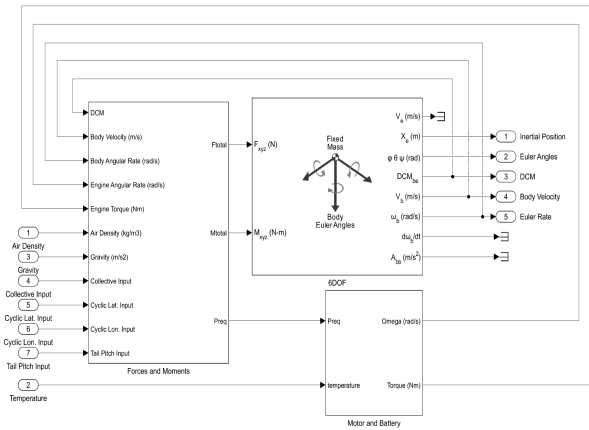 DCM
Body Velocity (m/s)
Body Angular Rate (rad/s)
Engine Angular Rate (rad/s)
Engine Torque (Nm)
Air Density (kg/m3)
Gravity (m/s2)
Collective Input
Cyclic Lat. Input
Cyclic Lon. Input
Tail Pitch Input
Ftotal
Mtotal
Preq
Forces and Moments
1
Air Density
3
Gravity
4
Collective Input
5
Cyclic Lat. Input
6
Cyclic Lon. Input
7
Tail Pitch Input
2
Temperature
F_xyz (N)
M_xyz (N-m)
Fixed
Mass
Body
Euler Angles
V_e (m/s)
X_e (m)
φ θ ψ (rad)
DCM_be
V_b (m/s)
ω_b (rad/s)
dω_b/dt
A_bb (m/s²)
6DOF
1 Inertial Position
2 Euler Angles
3 DCM
4 Body Velocity
5 Euler Rate
Preq
temperature
Omega (rad/s)
Torque (Nm)
Motor and Battery